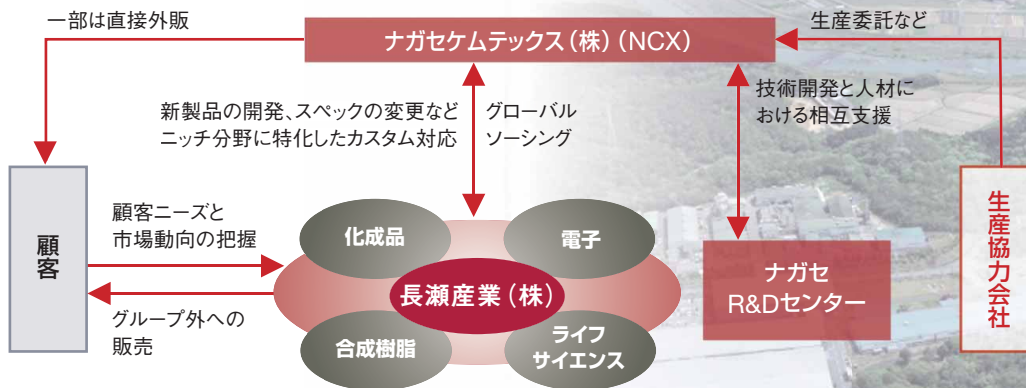 一部は直接外販
ナガセケムテックス(株)(NCX)
生産委託など
新製品の開発、スペックの変更など
ニッチ分野に特化したカスタム対応
グローバル
ソーシング
技術開発と人材に
おける相互支援
顧客
顧客ニーズと
市場動向の把握
グループ外への
販売
化成品
電子
長瀬産業(株)
合成樹脂
ライフ
サイエンス
ナガセ
R&Dセンター
生産協力会社